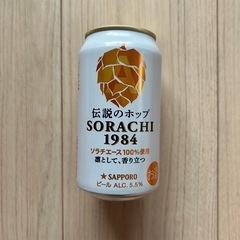 伝説のホップ
SORACHI
1984
ソラチエース100%使用
凛として、香り立つ
★SAPPORO
ビール ALC. 5.5%